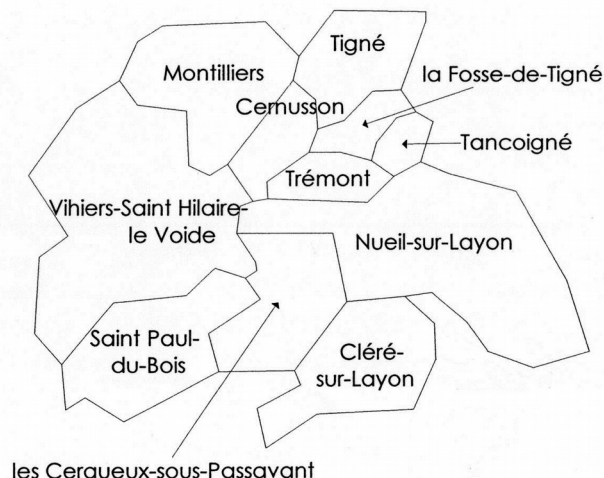 Tigné
Montilliers
la Fosse-de-Tigné
Cernusson
Tancoigné
Trémont
Vihiers-Saint Hilaire-
le Voide
Nueil-sur-Layon
Saint Paul-
du-Bois
Cléré-
sur-Layon
les Cerqueux-sous-Passavant